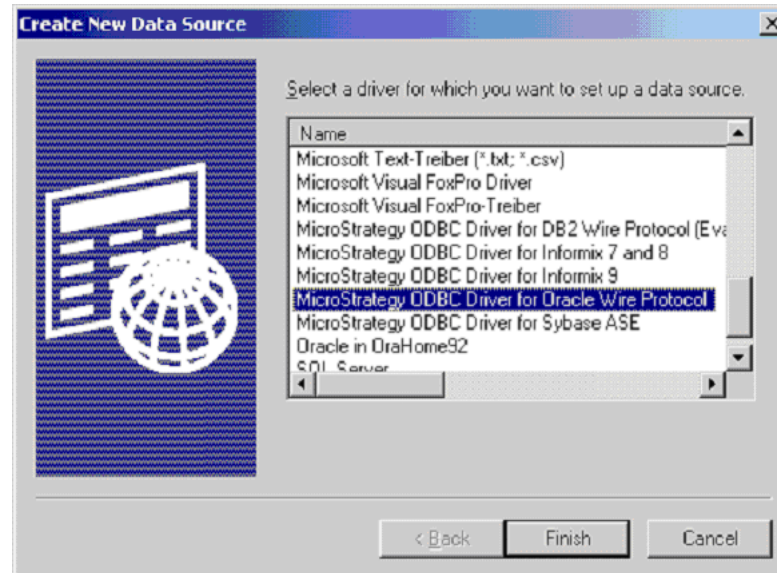 Create New Data Source
Select a driver for which you want to set up a data source.
Name
Microsoft Text-Treiber (*.txt; *.csv)
Microsoft Visual FoxPro Driver
Microsoft Visual FoxPro-Treiber
MicroStrategy ODBC Driver for DB2 Wire Protocol (Eva
MicroStrategy ODBC Driver for Informix 7 and 8
MicroStrategy ODBC Driver for Informix 9
MicroStrategy ODBC Driver for Oracle Wire Protocol
MicroStrategy ODBC Driver for Sybase ASE
Oracle in OraHome92
SQL Server
< Back Finish Cancel